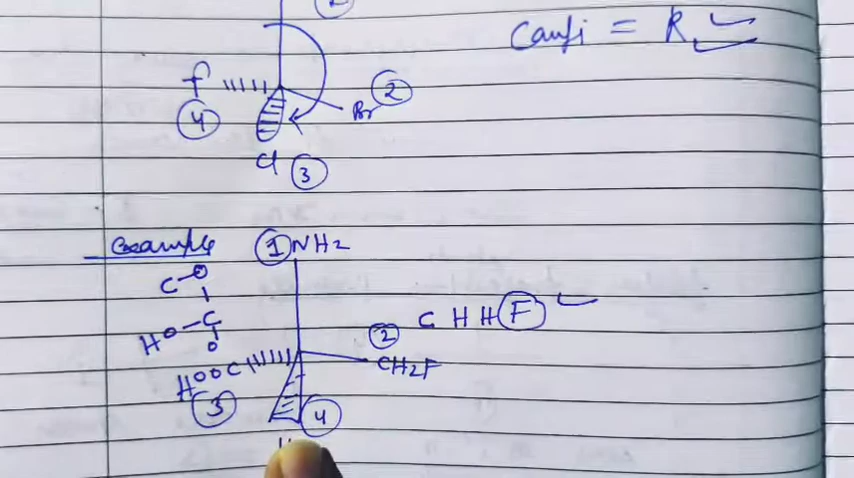 Confi = R
f
Br ②
④
Cl ③
Example ① NH2
C-O
C H H F
HO-C
O
②
CH2F
HOOC
③
④